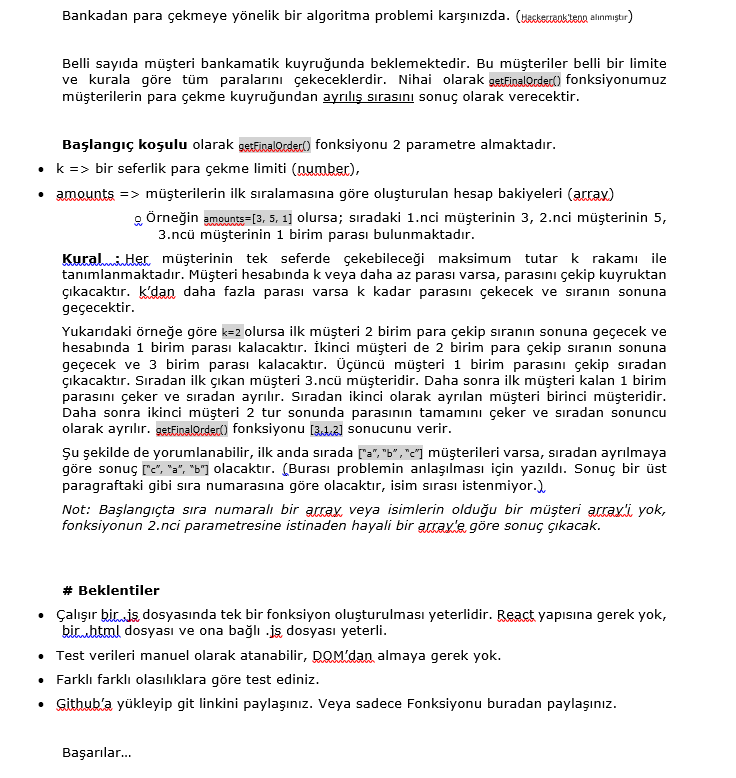 Bankadan para çekmeye yönelik bir algoritma problemi karşınızda. (Hackerrank'tenn alınmıştır)
Belli sayıda müşteri bankamatik kuyruğunda beklemektedir. Bu müşteriler belli bir limite
ve kurala göre tüm paralarını çekeceklerdir. Nihai olarak getFinalOrder() fonksiyonumuz
müşterilerin para çekme kuyruğundan ayrılış sırasını sonuç olarak verecektir.
Başlangıç koşulu olarak getFinalOrder() fonksiyonu 2 parametre almaktadır.
• k => bir seferlik para çekme limiti (number),
• amounts => müşterilerin ilk sıralamasına göre oluşturulan hesap bakiyeleri (array)
o Örneğin amounts=[3, 5, 1] olursa; sıradaki 1.nci müşterinin 3, 2.nci müşterinin 5,
3.ncü müşterinin 1 birim parası bulunmaktadır.
Kural : Her müşterinin tek seferde çekebileceği maksimum tutar k rakamı ile
tanımlanmaktadır. Müşteri hesabında k veya daha az parası varsa, parasını çekip kuyruktan
çıkacaktır. k'dan daha fazla parası varsa k kadar parasını çekecek ve sıranın sonuna
geçecektir.
Yukarıdaki örneğe göre k=2 olursa ilk müşteri 2 birim para çekip sıranın sonuna geçecek ve
hesabında 1 birim parası kalacaktır. İkinci müşteri de 2 birim para çekip sıranın sonuna
geçecek ve 3 birim parası kalacaktır. Üçüncü müşteri 1 birim parasını çekip sıradan
çıkacaktır. Sıradan ilk çıkan müşteri 3.ncü müşteridir. Daha sonra ilk müşteri kalan 1 birim
parasını çeker ve sıradan ayrılır. Sıradan ikinci olarak ayrılan müşteri birinci müşteridir.
Daha sonra ikinci müşteri 2 tur sonunda parasının tamamını çeker ve sıradan sonuncu
olarak ayrılır. getFinalOrder() fonksiyonu [3,1,2] sonucunu verir.
Şu şekilde de yorumlanabilir, ilk anda sırada ["a", "b" , "c"] müşterileri varsa, sıradan ayrılmaya
göre sonuç ["c", "a", "b"] olacaktır. (Burası problemin anlaşılması için yazıldı. Sonuç bir üst
paragraftaki gibi sıra numarasına göre olacaktır, isim sırası istenmiyor.)
Not: Başlangıçta sıra numaralı bir array veya isimlerin olduğu bir müşteri array'i yok,
fonksiyonun 2.nci parametresine istinaden hayali bir array'e göre sonuç çıkacak.
# Beklentiler
• Çalışır bir .js dosyasında tek bir fonksiyon oluşturulması yeterlidir. React yapısına gerek yok,
bir .html dosyası ve ona bağlı .js dosyası yeterli.
• Test verileri manuel olarak atanabilir, DOM'dan almaya gerek yok.
• Farklı farklı olasılıklara göre test ediniz.
• Github'a yükleyip git linkini paylaşınız. Veya sadece Fonksiyonu buradan paylaşınız.
Başarılar…